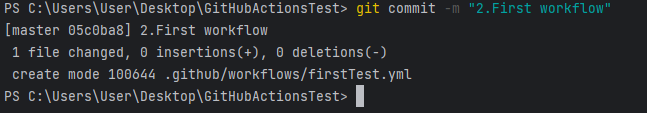 PS C:\Users\User\Desktop\GitHubActionsTest> git commit -m "2.First workflow"
[master 05c0ba8] 2.First workflow
 1 file changed, 0 insertions(+), 0 deletions(-)
 create mode 100644 .github/workflows/firstTest.yml
PS C:\Users\User\Desktop\GitHubActionsTest>